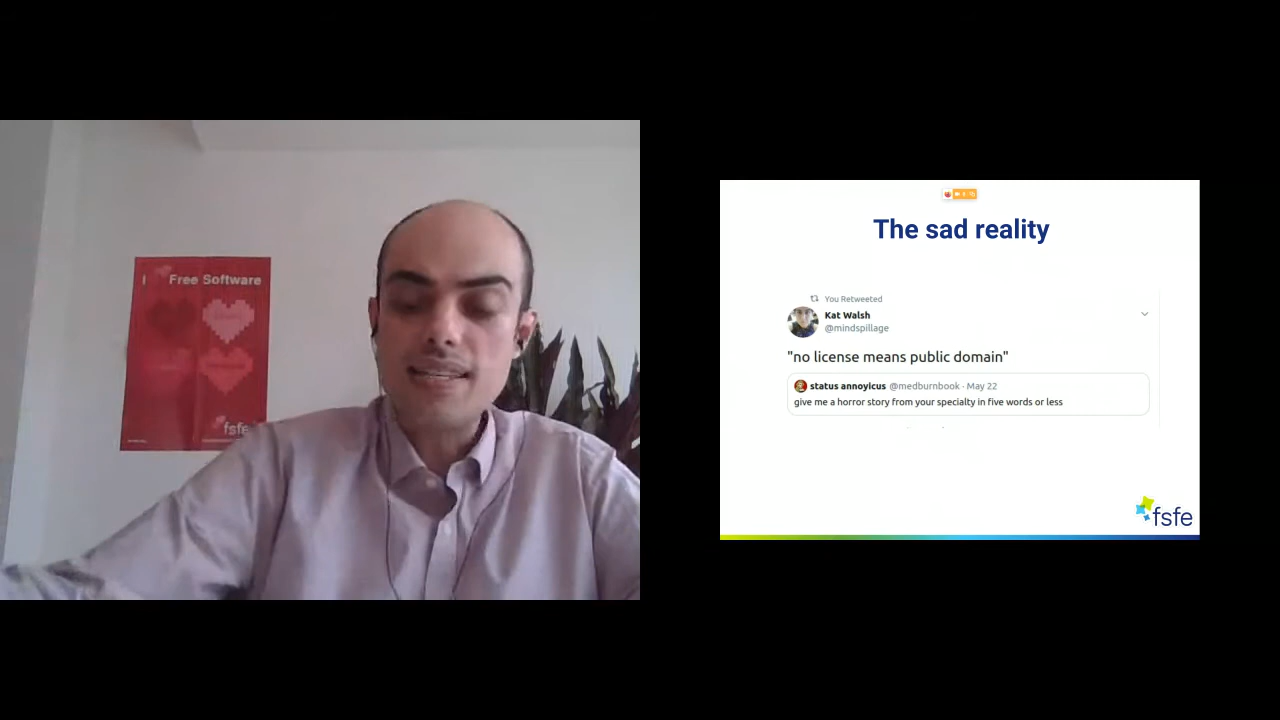 I Free Software
fsfe
The sad reality
You Retweeted
Kat Walsh
@mindspillage
"no license means public domain"
status annoyicus @medburnbook · May 22
give me a horror story from your specialty in five words or less
fsfe